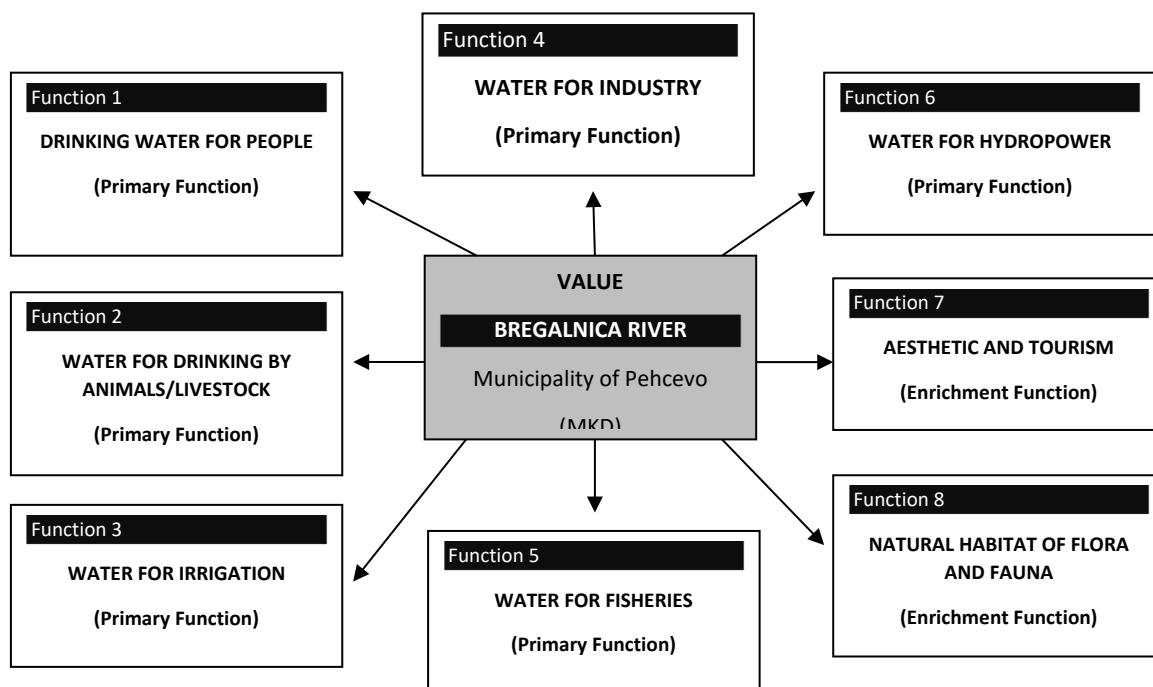 Function 1
DRINKING WATER FOR PEOPLE
(Primary Function)
Function 2
WATER FOR DRINKING BY
ANIMALS/LIVESTOCK
(Primary Function)
Function 3
WATER FOR IRRIGATION
(Primary Function)
Function 4
WATER FOR INDUSTRY
(Primary Function)
VALUE
BREGALNICA RIVER
Municipality of Pehcevo
(MKD)
Function 5
WATER FOR FISHERIES
(Primary Function)
Function 6
WATER FOR HYDROPOWER
(Primary Function)
Function 7
AESTHETIC AND TOURISM
(Enrichment Function)
Function 8
NATURAL HABITAT OF FLORA
AND FAUNA
(Enrichment Function)